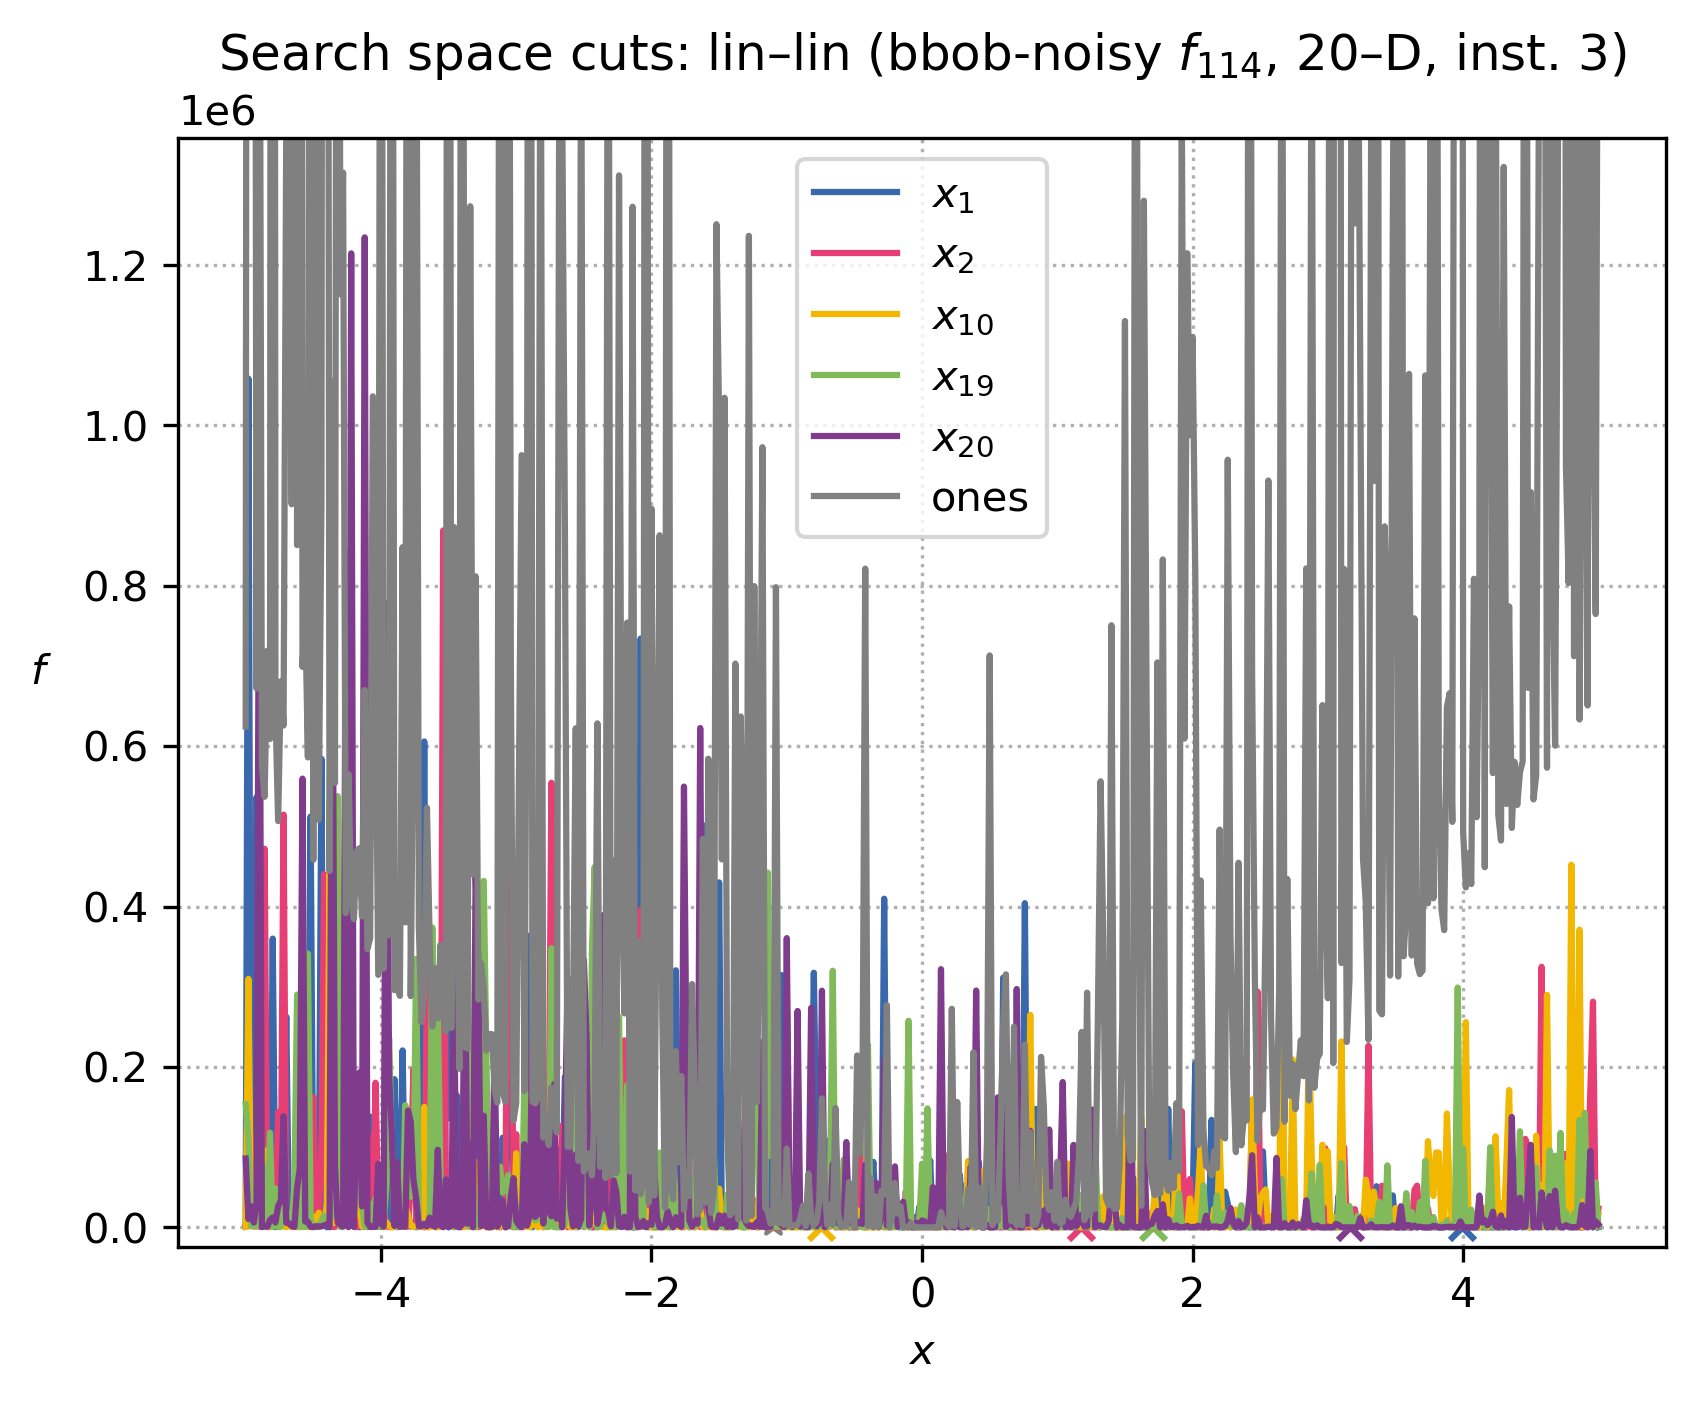 Search space cuts: lin–lin (bbob-noisy f114, 20–D, inst. 3)
1e6
1.2
1.0
0.8
0.6
0.4
0.2
0.0
f
x1
x2
x10
x19
x20
ones
−4 −2 0 2 4
x